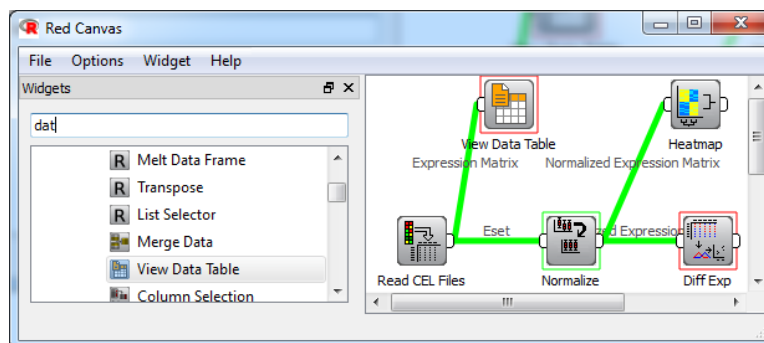 Red Canvas
File Options Widget Help
Widgets
dat
R Melt Data Frame
R Transpose
R List Selector
Merge Data
View Data Table
Column Selection
View Data Table
Heatmap
Expression Matrix
Normalized Expression Matrix
Eset
zed Expression
Read CEL Files
Normalize
Diff Exp